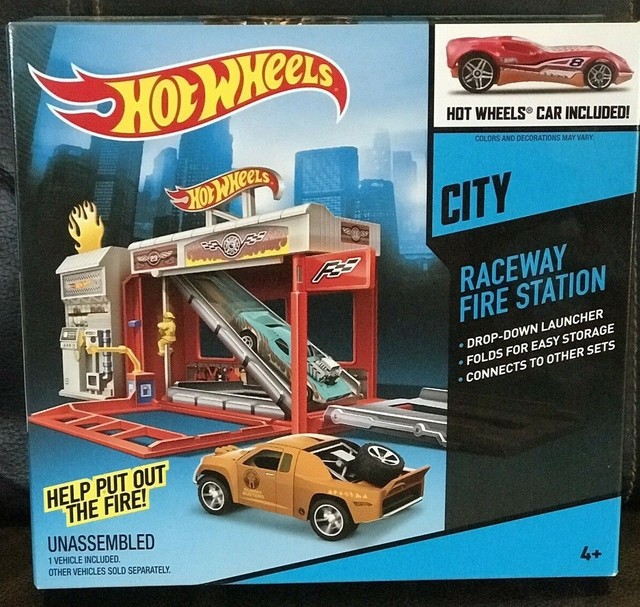 HOT WHEELS
8
HOT WHEELS® CAR INCLUDED!
COLORS AND DECORATIONS MAY VARY.
HOT WHEELS
CITY
RACEWAY
FIRE STATION
• DROP-DOWN LAUNCHER
• FOLDS FOR EASY STORAGE
• CONNECTS TO OTHER SETS
HELP PUT OUT
THE FIRE!
UNASSEMBLED
1 VEHICLE INCLUDED.
OTHER VEHICLES SOLD SEPARATELY.
4+